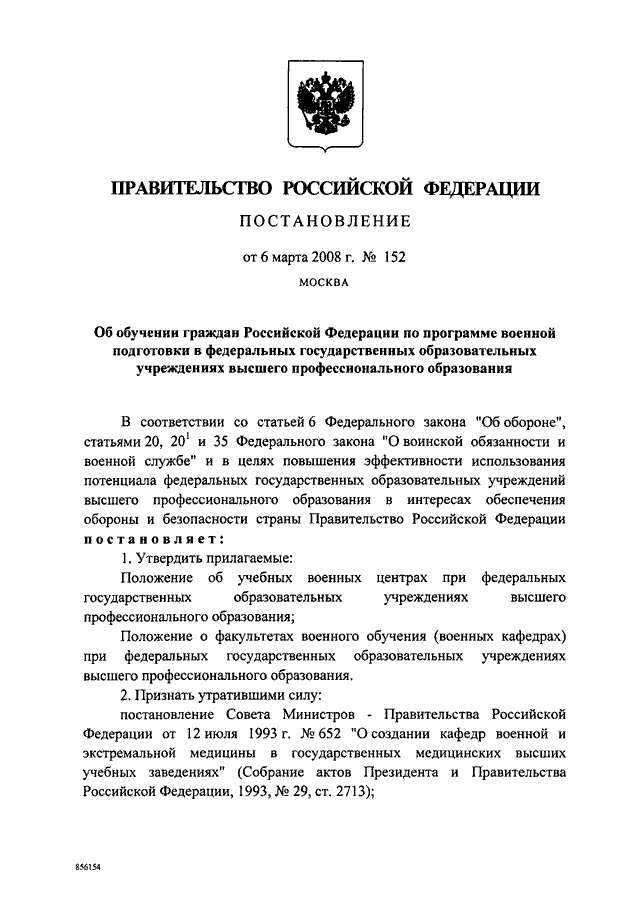 ПРАВИТЕЛЬСТВО РОССИЙСКОЙ ФЕДЕРАЦИИ
ПОСТАНОВЛЕНИЕ
от 6 марта 2008 г. № 152
МОСКВА
Об обучении граждан Российской Федерации по программе военной
подготовки в федеральных государственных образовательных
учреждениях высшего профессионального образования
В соответствии со статьей 6 Федерального закона "Об обороне",
статьями 20, 20¹ и 35 Федерального закона "О воинской обязанности и
военной службе" и в целях повышения эффективности использования
потенциала федеральных государственных образовательных учреждений
высшего профессионального образования в интересах обеспечения
обороны и безопасности страны Правительство Российской Федерации
постановляет:
1. Утвердить прилагаемые:
Положение об учебных военных центрах при федеральных
государственных образовательных учреждениях высшего
профессионального образования;
Положение о факультетах военного обучения (военных кафедрах)
при федеральных государственных образовательных учреждениях
высшего профессионального образования.
2. Признать утратившими силу:
постановление Совета Министров - Правительства Российской
Федерации от 12 июля 1993 г. № 652 "О создании кафедр военной и
экстремальной медицины в государственных медицинских высших
учебных заведениях" (Собрание актов Президента и Правительства
Российской Федерации, 1993, № 29, ст. 2713);
856154